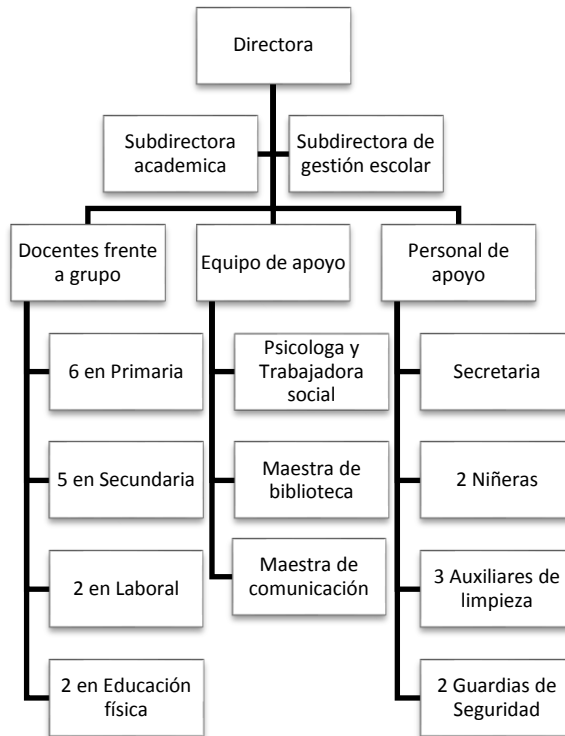 Directora
Subdirectora
academica
Subdirectora de
gestión escolar
Docentes frente
a grupo
Equipo de apoyo
Personal de
apoyo
6 en Primaria
Psicologa y
Trabajadora
social
Secretaria
5 en Secundaria
Maestra de
biblioteca
2 Niñeras
2 en Laboral
Maestra de
comunicación
3 Auxiliares de
limpieza
2 en Educación
física
2 Guardias de
Seguridad